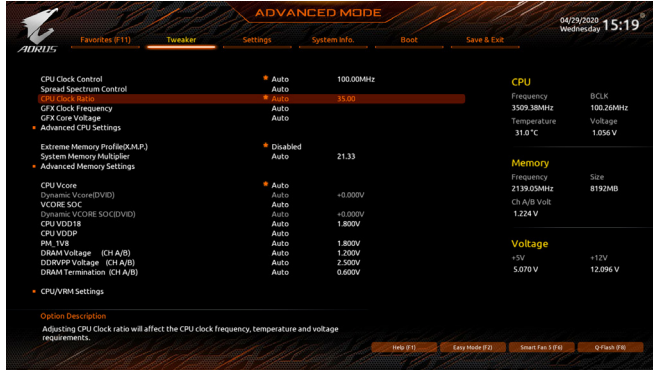 ADVANCED MODE
04/29/2020 15:19
Wednesday
AORUS
Favorites (F11) Tweaker Settings System Info. Boot Save & Exit
CPU Clock Control * Auto 100.00MHz
Spread Spectrum Control Auto
CPU Clock Ratio * Auto 35.00
GFX Clock Frequency * Auto
GFX Core Voltage Auto
Advanced CPU Settings
Extreme Memory Profile(X.M.P.) * Disabled
System Memory Multiplier Auto 21.33
Advanced Memory Settings
CPU Vcore * Auto
Dynamic Vcore(DVID) +0.000V
VCORE SOC Auto
Dynamic VCORE SOC(DVID) +0.000V
CPU VDD18 Auto 1.800V
CPU VDDP Auto
PM_1V8 Auto 1.800V
DRAM Voltage (CH A/B) Auto 1.200V
DDRVPP Voltage (CH A/B) Auto 2.500V
DRAM Termination (CH A/B) Auto 0.600V
CPU/VRM Settings
CPU
Frequency BCLK
3509.38MHz 100.26MHz
Temperature Voltage
31.0 °C 1.056 V
Memory
Frequency Size
2139.05MHz 8192MB
Ch A/B Volt
1.224 V
Voltage
+5V +12V
5.070 V 12.096 V
Option Description
Adjusting CPU Clock ratio will affect the CPU clock frequency, temperature and voltage
requirements.
Help (F1) Easy Mode (F2) Smart Fan 5 (F6) Q-Flash (F8)